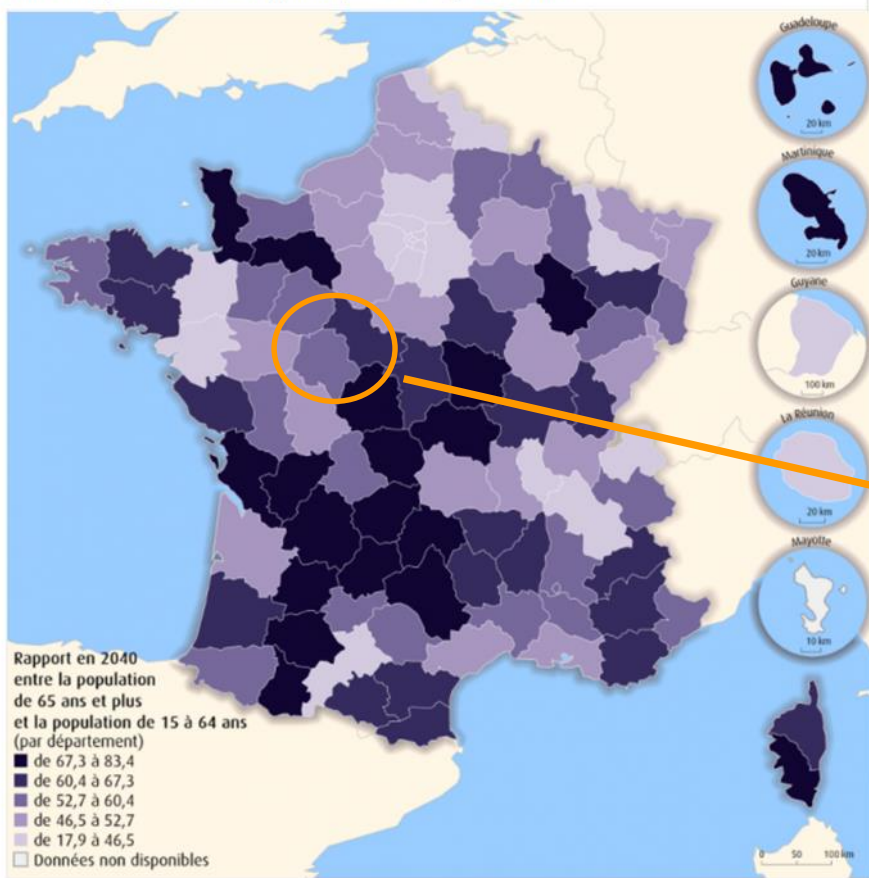 Guadeloupe
20 km
Martinique
20 km
Guyane
100 km
La Réunion
20 km
Mayotte
10 km
Rapport en 2040
entre la population
de 65 ans et plus
et la population de 15 à 64 ans
(par département)
de 67,3 à 83,4
de 60,4 à 67,3
de 52,7 à 60,4
de 46,5 à 52,7
de 17,9 à 46,5
Données non disponibles
0 50 100 km